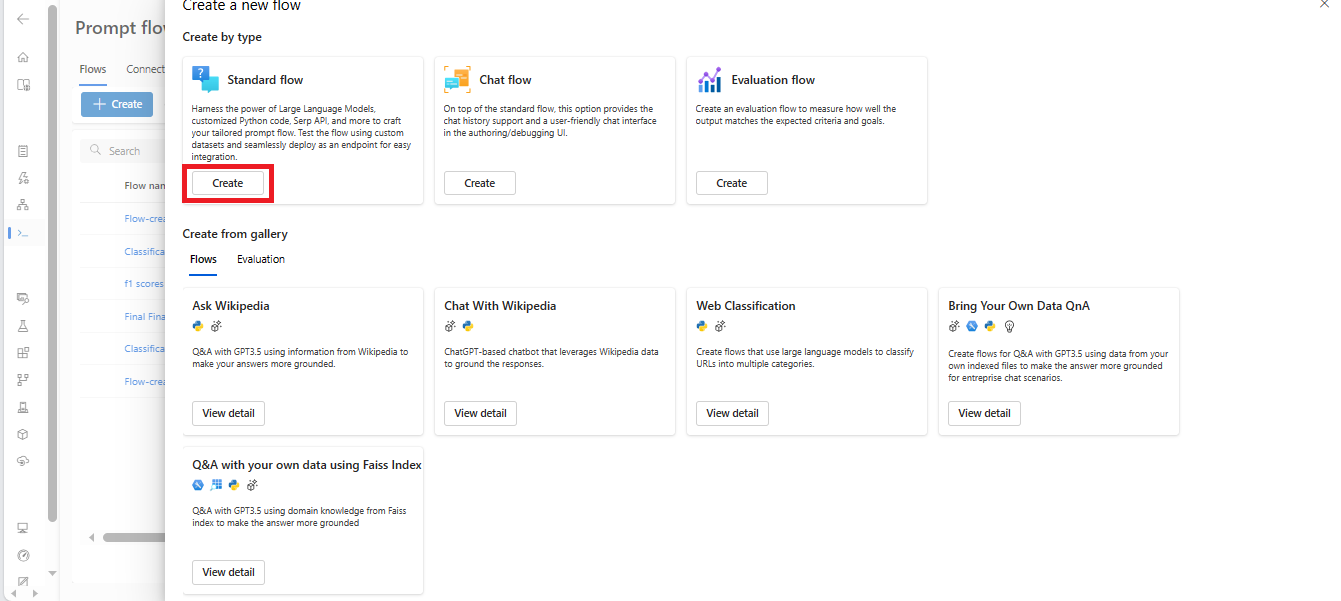 Create a new flow
Prompt flo
Create by type
Flows Connect
Create
Search
Flow nan
Flow-crea
Classifica
f1 scores
Final Fina
Classifica
Flow-crea
Standard flow
Harness the power of Large Language Models,
customized Python code, Serp API, and more to craft
your tailored prompt flow. Test the flow using custom
datasets and seamlessly deploy as an endpoint for easy
integration.
Create
Chat flow
On top of the standard flow, this option provides the
chat history support and a user-friendly chat interface
in the authoring/debugging UI.
Create
Evaluation flow
Create an evaluation flow to measure how well the
output matches the expected criteria and goals.
Create
Create from gallery
Flows Evaluation
Ask Wikipedia
Q&A with GPT3.5 using information from Wikipedia to
make your answers more grounded.
View detail
Chat With Wikipedia
ChatGPT-based chatbot that leverages Wikipedia data
to ground the responses.
View detail
Web Classification
Create flows that use large language models to classify
URLs into multiple categories.
View detail
Bring Your Own Data QnA
Create flows for Q&A with GPT3.5 using data from your
own indexed files to make the answer more grounded
for entreprise chat scenarios.
View detail
Q&A with your own data using Faiss Index
Q&A with GPT3.5 using domain knowledge from Faiss
index to make the answer more grounded
View detail